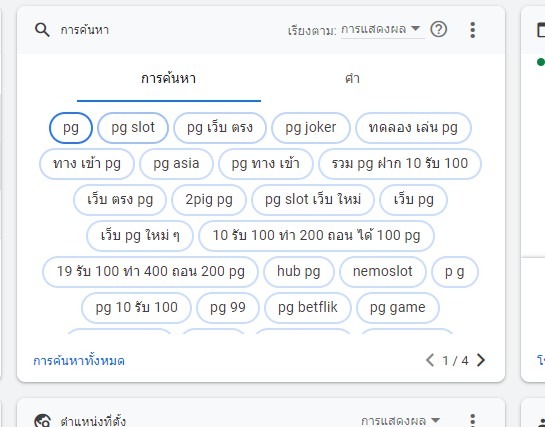 การค้นหา เรียงตาม: การแสดงผล
การค้นหา คำ
pg pg slot pg เว็บ ตรง pg joker ทดลอง เล่น pg
ทาง เข้า pg pg asia pg ทาง เข้า รวม pg ฝาก 10 รับ 100
เว็บ ตรง pg 2pig pg pg slot เว็บ ใหม่ เว็บ pg
เว็บ pg ใหม่ ๆ 10 รับ 100 ทํา 200 ถอน ได้ 100 pg
19 รับ 100 ทํา 400 ถอน 200 pg hub pg nemoslot p g
pg 10 รับ 100 pg 99 pg betflik pg game
การค้นหาทั้งหมด 1 / 4
ตำแหน่งที่ตั้ง การแสดงผล